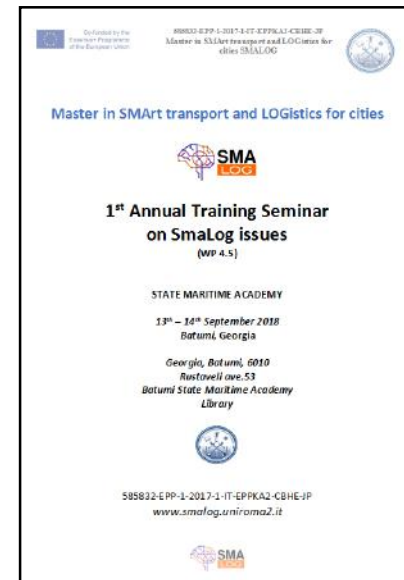 Co-funded by the
Erasmus+ Programme
of the European Union
585832-EPP-1-2017-1-IT-EPPKA2-CBHE-JP
Master in SMArt transport and LOGistics for
cities SMALOG
Master in SMArt transport and LOGistics for cities
SMA
LOG
1st Annual Training Seminar
on SmaLog issues
(WP 4.5)
STATE MARITIME ACADEMY
13th – 14th September 2018
Batumi, Georgia
Georgia, Batumi, 6010
Rustaveli ave.53
Batumi State Maritime Academy
Library
585832-EPP-1-2017-1-IT-EPPKA2-CBHE-JP
www.smalog.uniroma2.it
SMA
LOG